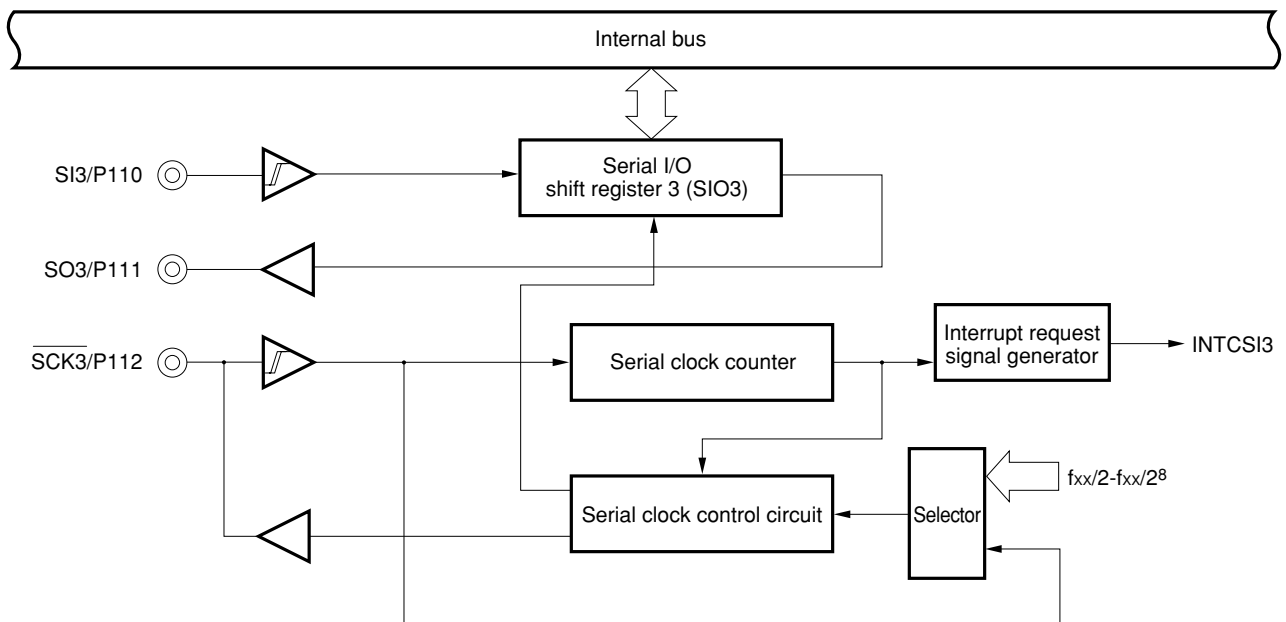 Internal bus
SI3/P110
Serial I/O
shift register 3 (SIO3)
SO3/P111
SCK3/P112
Serial clock counter
Interrupt request
signal generator
INTCSI3
Serial clock control circuit
Selector
fxx/2-fxx/2⁸